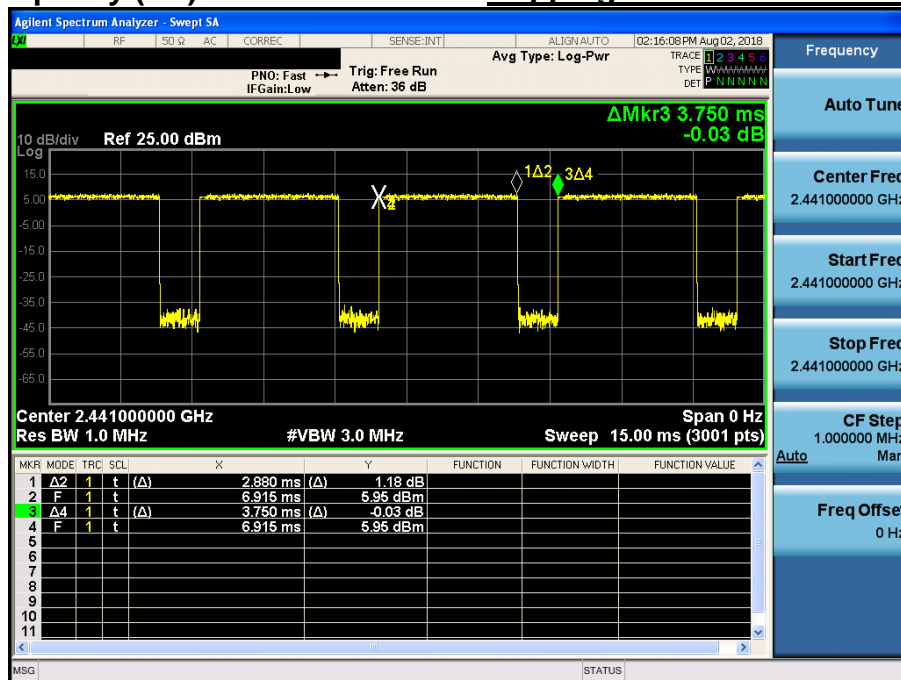 Agilent Spectrum Analyzer - Swept SA
LXI RF 50 Ω AC CORREC SENSE:INT ALIGN AUTO 02:16:08 PM Aug 02, 2018
Avg Type: Log-Pwr
TRACE 1 2 3 4 5 6
TYPE W
DET P N N N N N
PNO: Fast Trig: Free Run
IFGain:Low Atten: 36 dB
ΔMkr3 3.750 ms
-0.03 dB
10 dB/div Ref 25.00 dBm
Log
15.0
5.00
-5.00
-15.0
-25.0
-35.0
-45.0
-55.0
-65.0
1Δ2 3Δ4
X
Center 2.441000000 GHz Span 0 Hz
Res BW 1.0 MHz #VBW 3.0 MHz Sweep 15.00 ms (3001 pts)
MKR MODE TRC SCL X Y FUNCTION FUNCTION WIDTH FUNCTION VALUE
1 Δ2 1 t (Δ) 2.880 ms (Δ) 1.18 dB
2 F 1 t 6.915 ms 5.95 dBm
3 Δ4 1 t (Δ) 3.750 ms (Δ) -0.03 dB
4 F 1 t 6.915 ms 5.95 dBm
5
6
7
8
9
10
11
MSG STATUS
Frequency
Auto Tune
Center Freq
2.441000000 GHz
Start Freq
2.441000000 GHz
Stop Freq
2.441000000 GHz
CF Step
1.000000 MHz
Auto Man
Freq Offset
0 Hz